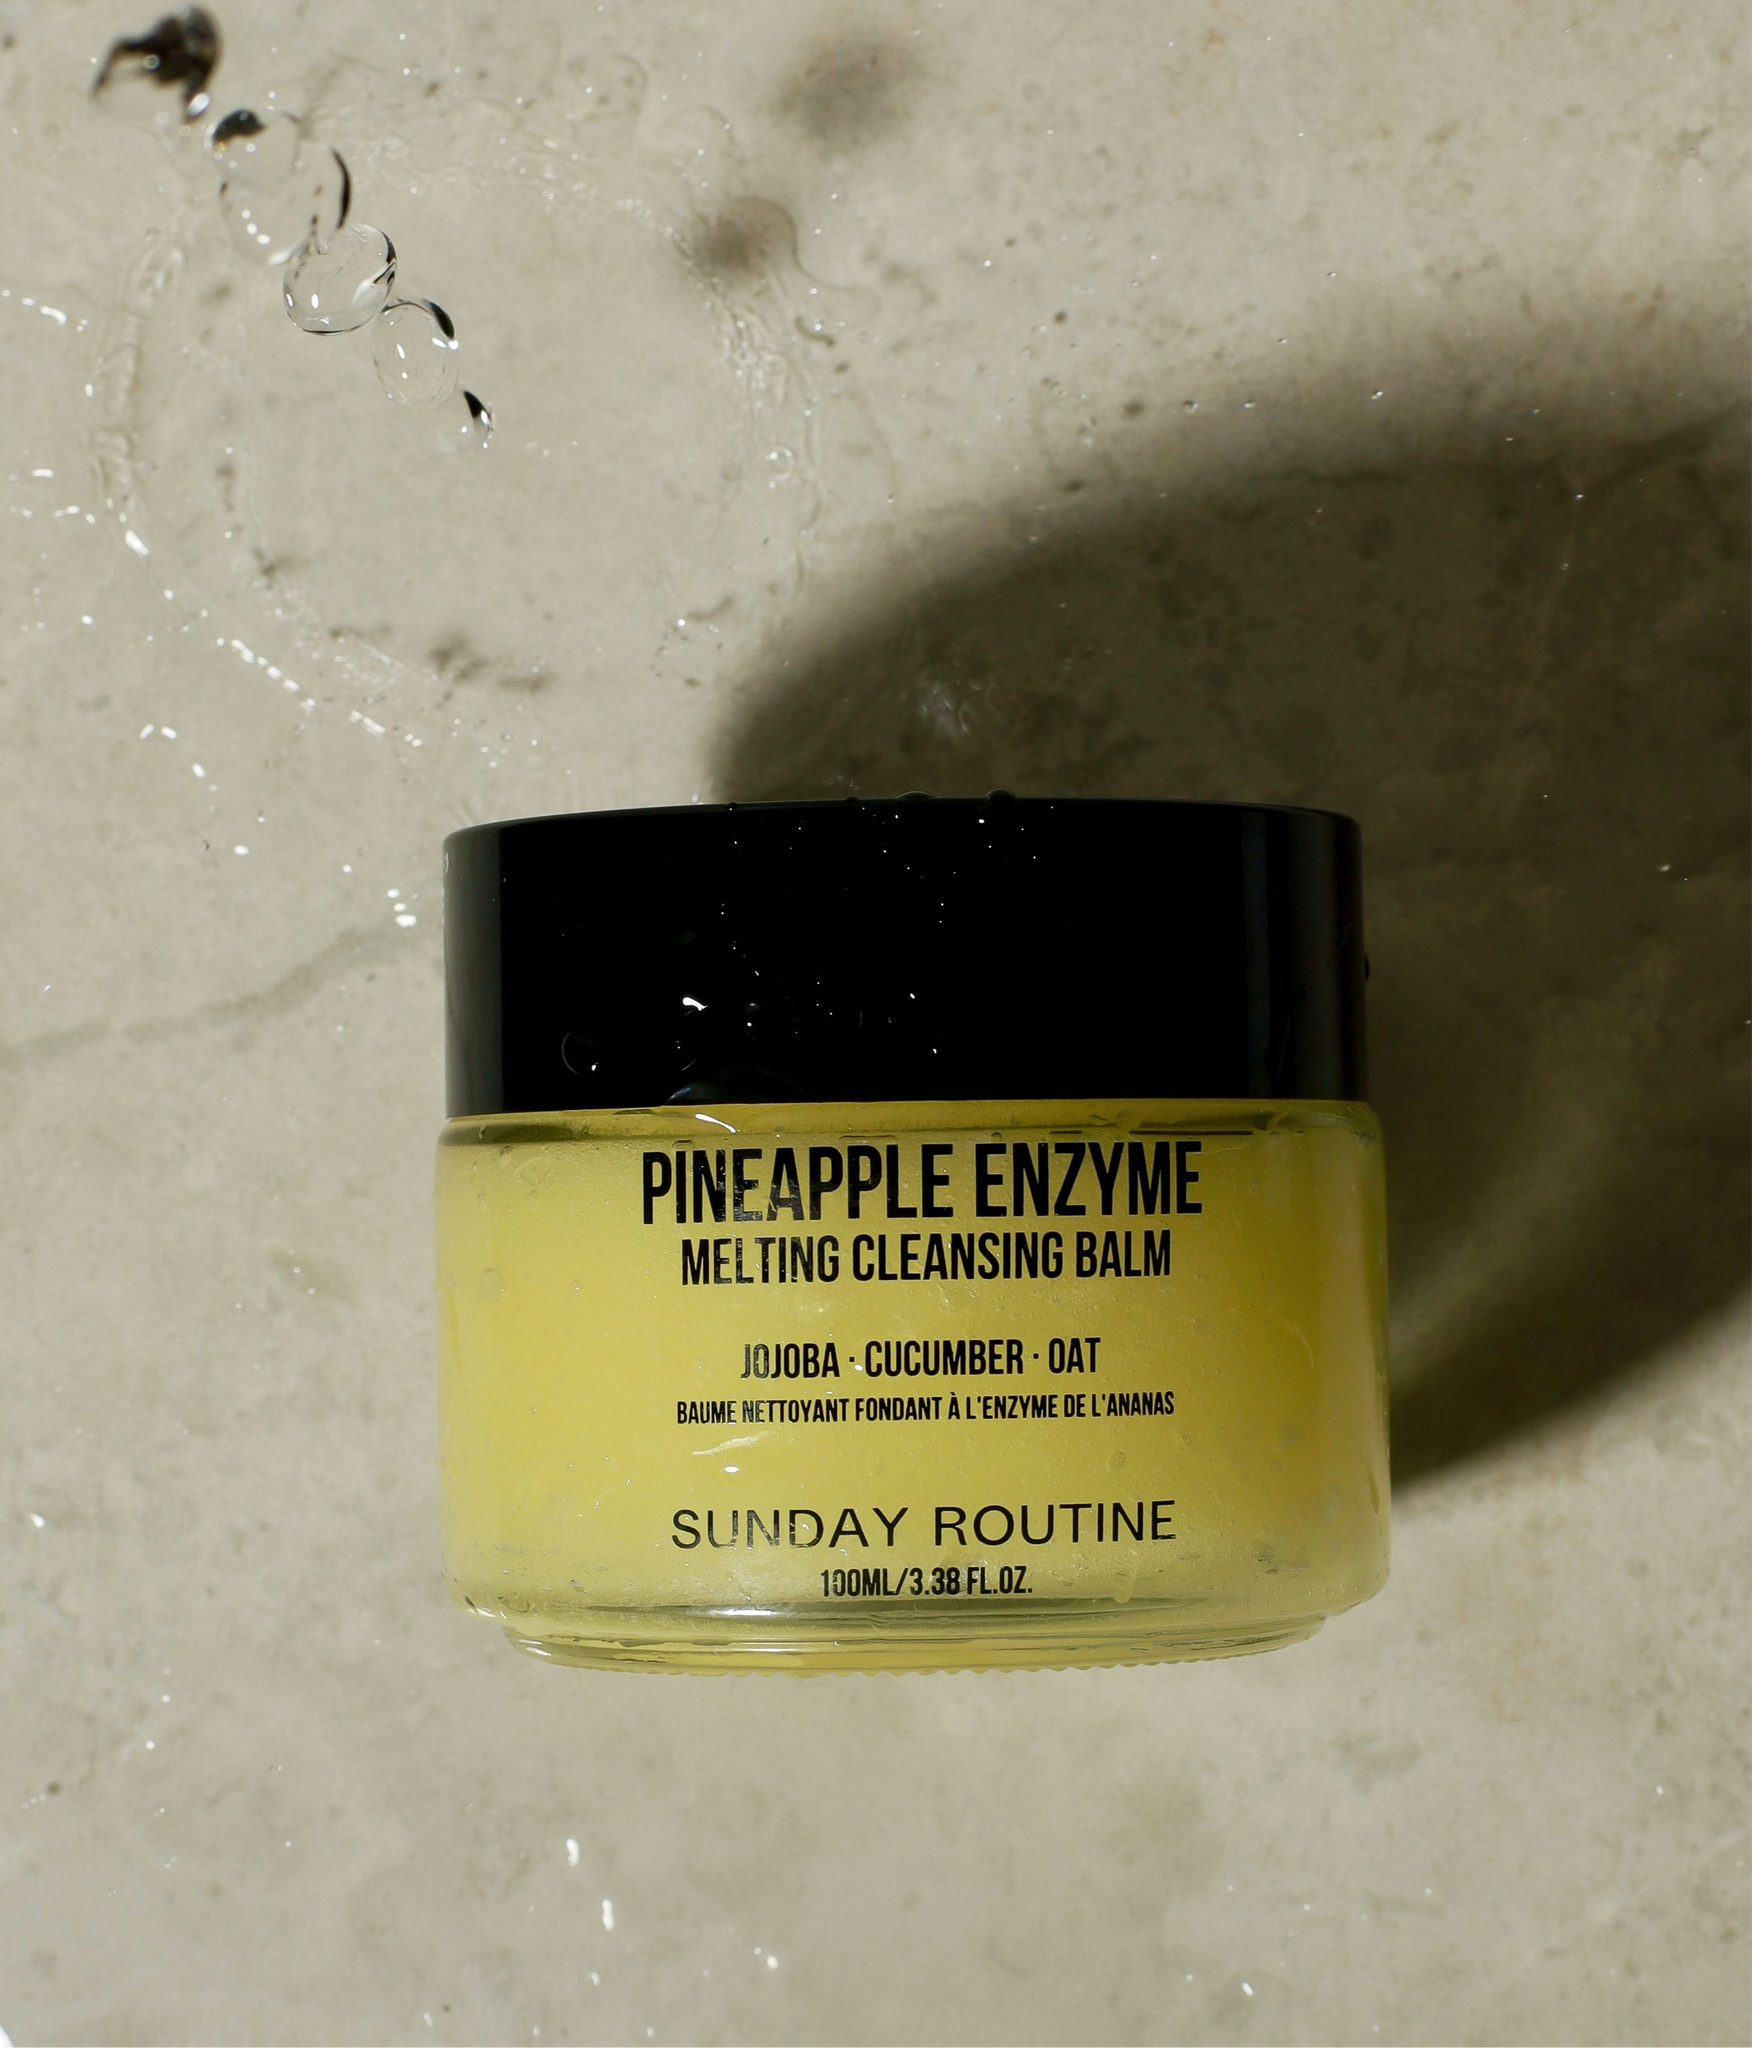 PINEAPPLE ENZYME
MELTING CLEANSING BALM
JOJOBA · CUCUMBER · OAT
BAUME NETTOYANT FONDANT À L'ENZYME DE L'ANANAS
SUNDAY ROUTINE
100ML/3.38 FL.OZ.